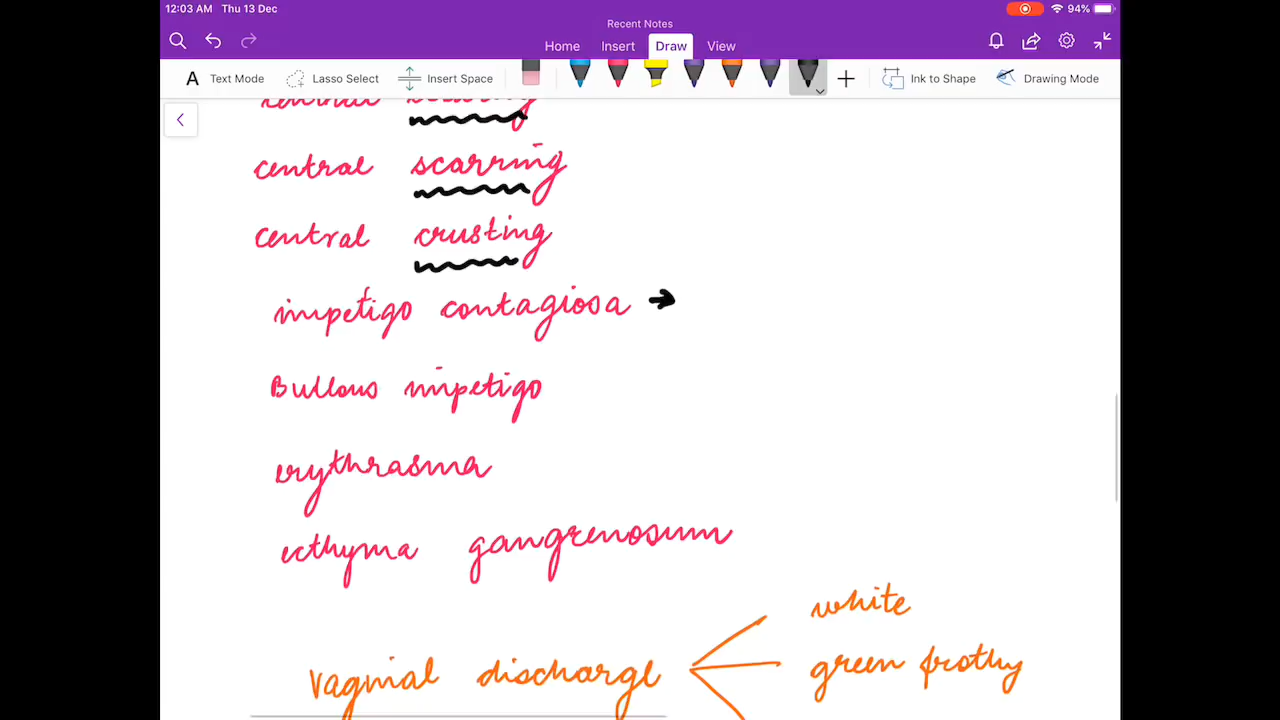 12:03 AM Thu 13 Dec
94%
Recent Notes
Home Insert Draw View
Text Mode Lasso Select Insert Space Ink to Shape Drawing Mode
central
central scarring
central crusting
impetigo contagiosa →
Bullous impetigo
erythrasma
ecthyma gangrenosum
white
vaginial discharge green frothy